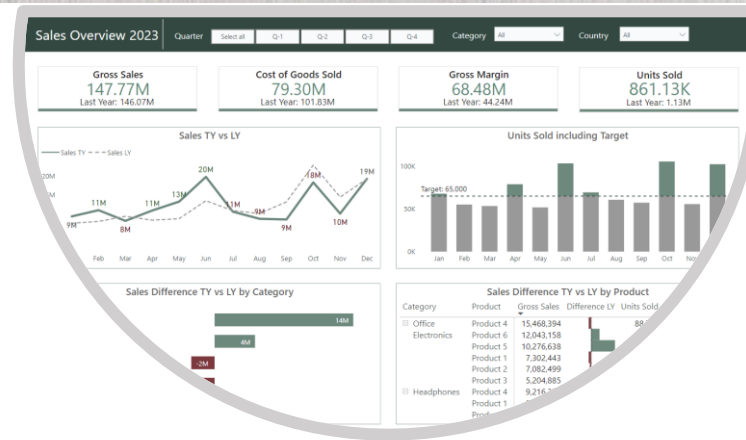 Sales Overview 2023
Quarter
Select all
Q-1
Q-2
Q-3
Q-4
Category
All
Country
All
Gross Sales
147.77M
Last Year: 146.07M
Cost of Goods Sold
79.30M
Last Year: 101.83M
Gross Margin
68.48M
Last Year: 44.24M
Units Sold
861.13K
Last Year: 1.13M
Sales TY vs LY
Sales TY
Sales LY
20M
9M
11M
8M
11M
13M
20M
11M
9M
9M
18M
10M
19M
Feb Mar Apr May Jun Jul Aug Sep Oct Nov Dec
Units Sold including Target
100K
Target: 65.000
50K
0K
Jan Feb Mar Apr May Jun Jul Aug Sep Oct Nov
Sales Difference TY vs LY by Category
14M
4M
-2M
Sales Difference TY vs LY by Product
Category Product Gross Sales Difference LY Units Sold
Office Product 4 15,468,394
Electronics Product 6 12,043,158
Product 5 10,276,638
Product 1 7,302,443
Product 2 7,082,499
Product 3 5,204,885
Headphones Product 4
Product 1